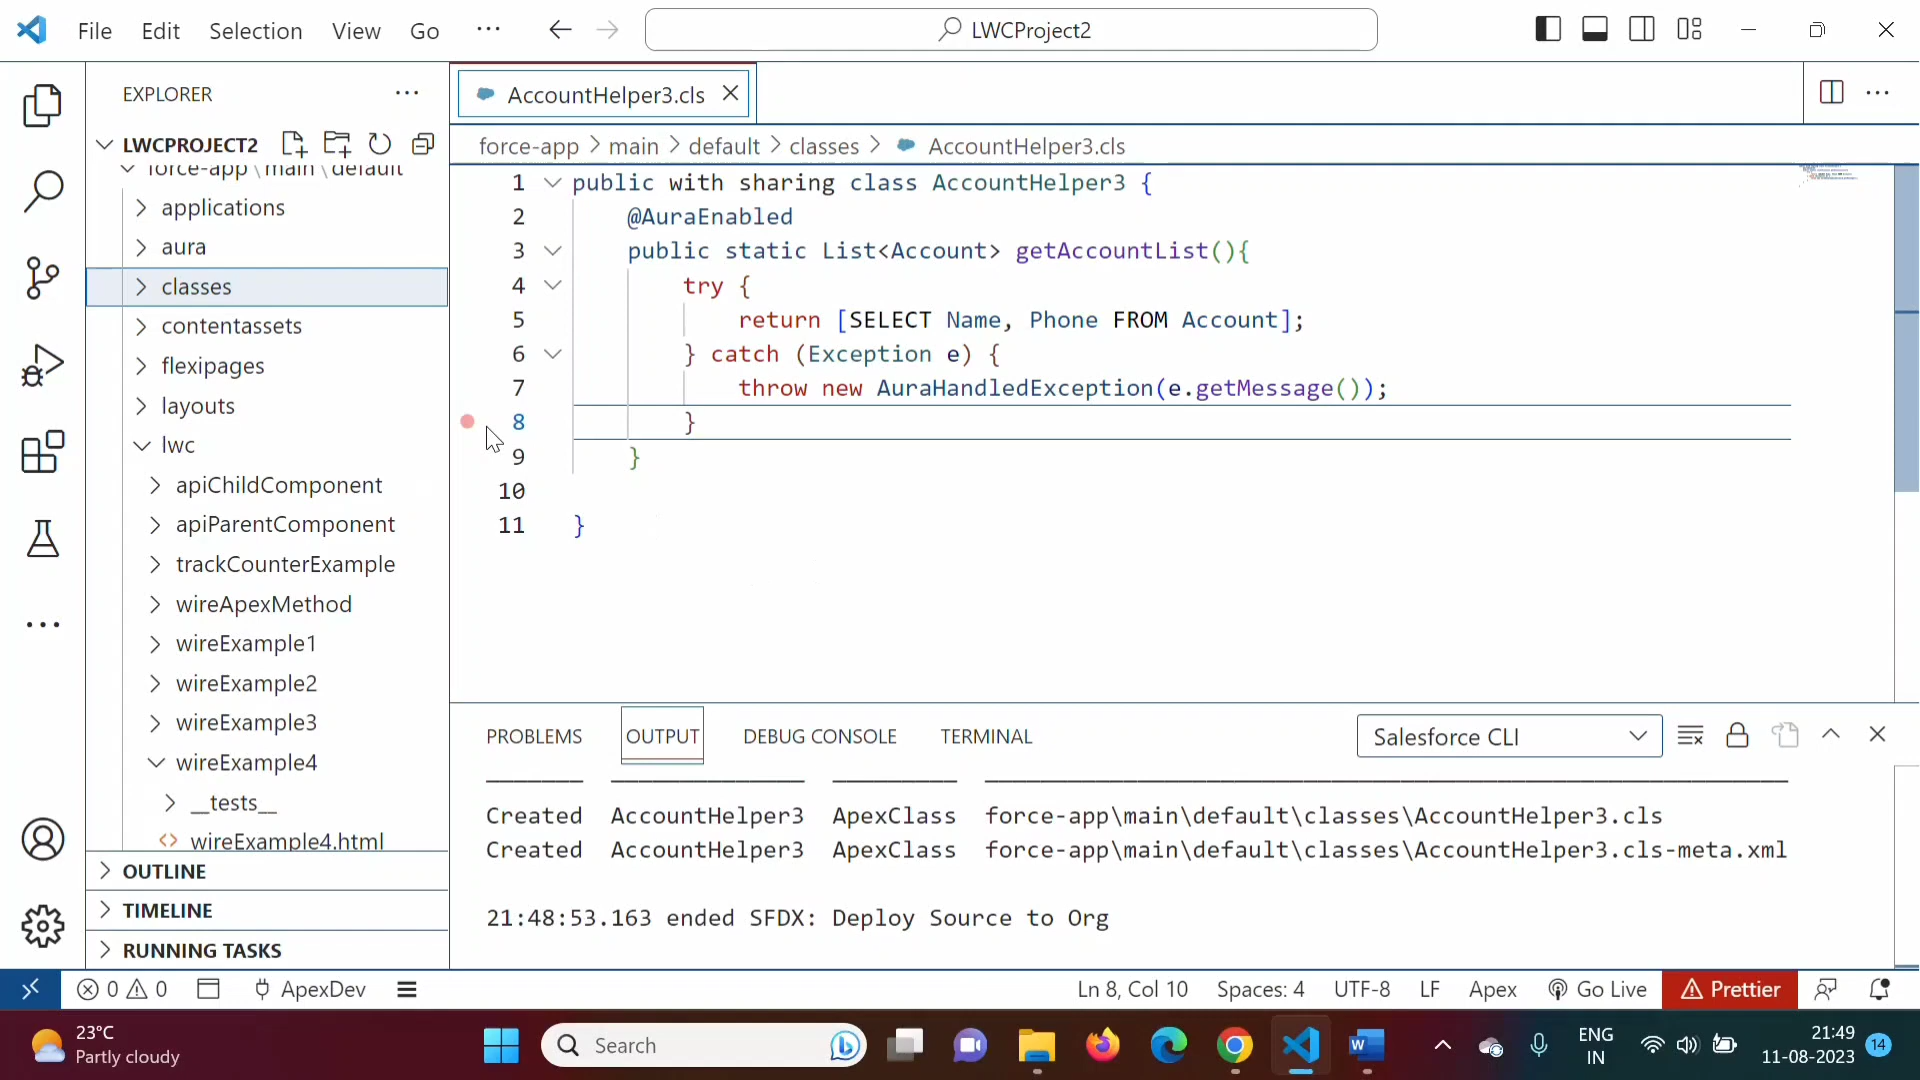 File Edit Selection View Go ··· LWCProject2
EXPLORER ···
AccountHelper3.cls
LWCPROJECT2
force-app > main > default > classes > AccountHelper3.cls
force-app\main\default
applications
aura
classes
contentassets
flexipages
layouts
lwc
apiChildComponent
apiParentComponent
trackCounterExample
wireApexMethod
wireExample1
wireExample2
wireExample3
wireExample4
__tests__
<> wireExample4.html
OUTLINE
TIMELINE
RUNNING TASKS
1 public with sharing class AccountHelper3 {
2 @AuraEnabled
3 public static List<Account> getAccountList(){
4 try {
5 return [SELECT Name, Phone FROM Account];
6 } catch (Exception e) {
7 throw new AuraHandledException(e.getMessage());
8 }
9 }
10
11 }
PROBLEMS OUTPUT DEBUG CONSOLE TERMINAL Salesforce CLI
Created AccountHelper3 ApexClass force-app\main\default\classes\AccountHelper3.cls
Created AccountHelper3 ApexClass force-app\main\default\classes\AccountHelper3.cls-meta.xml
21:48:53.163 ended SFDX: Deploy Source to Org
0 0 ApexDev Ln 8, Col 10 Spaces: 4 UTF-8 LF Apex Go Live Prettier
23°C
Partly cloudy
Search
ENG
IN
21:49
11-08-2023
14